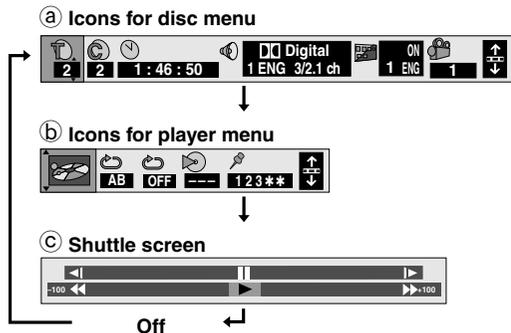 ⓐ Icons for disc menu
T C DD Digital ON
2 2 1 : 46 : 50 1 ENG 3/2.1 ch 1 ENG 1
ⓑ Icons for player menu
AB OFF --- 1 2 3 ✱ ✱
ⓒ Shuttle screen
–100 +100
Off